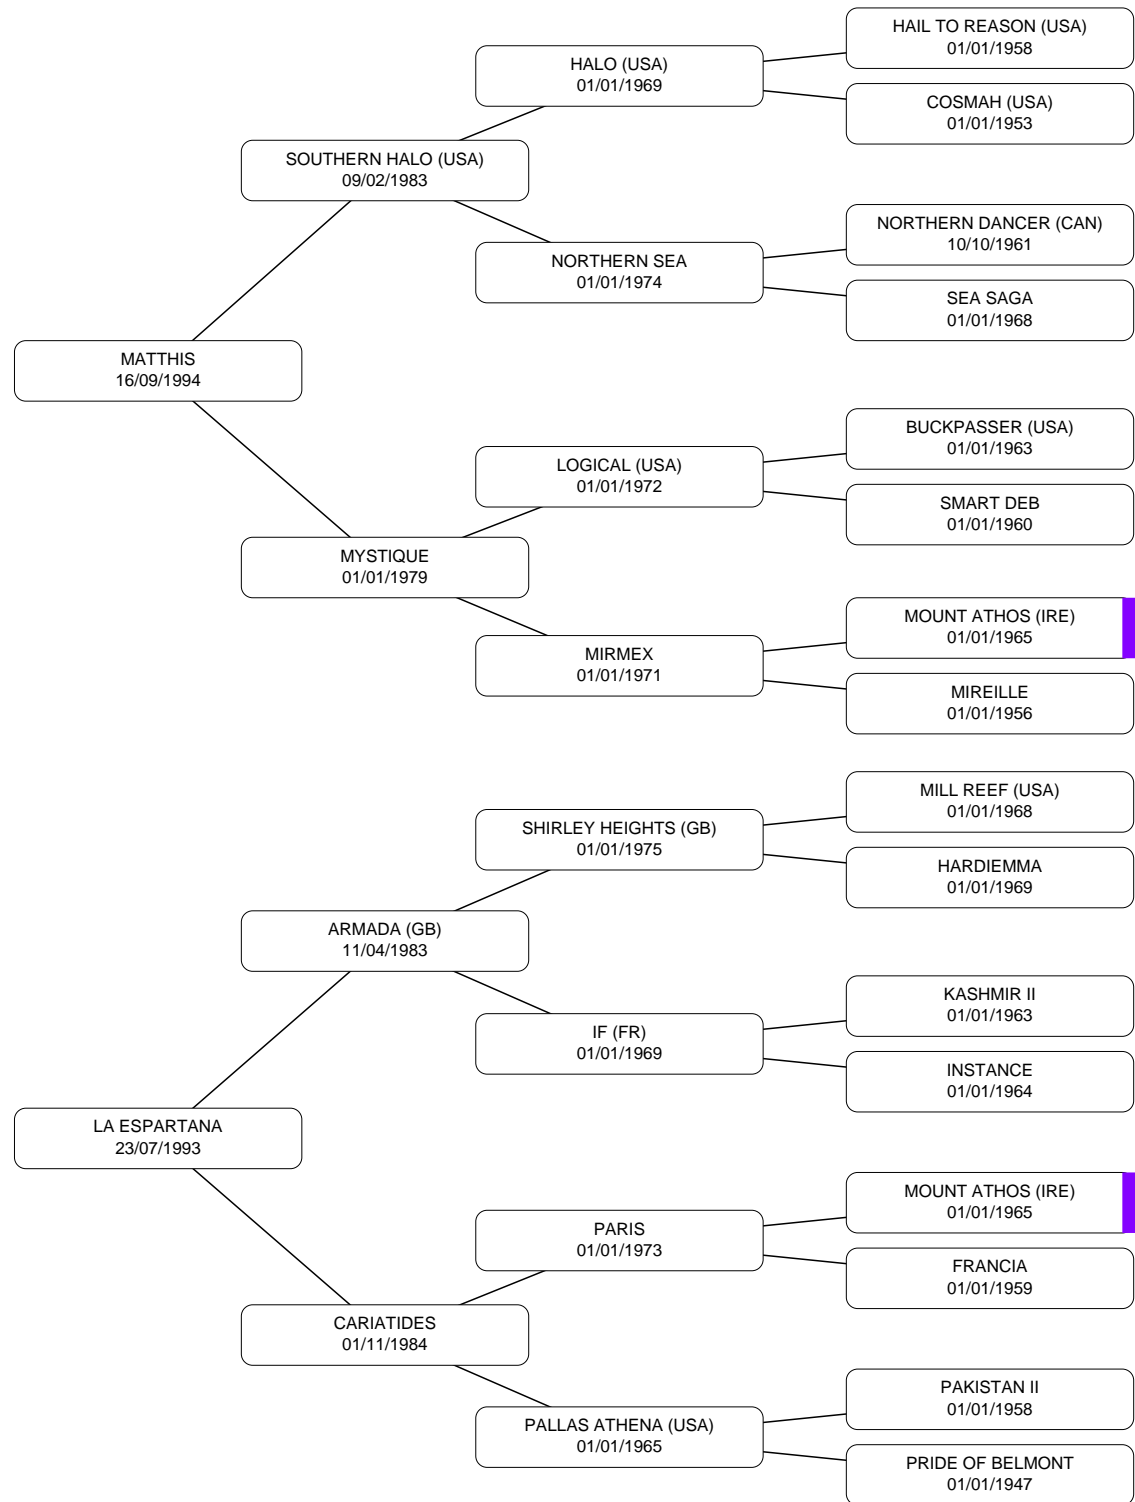 HAIL TO REASON (USA)
01/01/1958
HALO (USA)
01/01/1969
COSMAH (USA)
01/01/1953
SOUTHERN HALO (USA)
09/02/1983
NORTHERN DANCER (CAN)
10/10/1961
NORTHERN SEA
01/01/1974
SEA SAGA
01/01/1968
MATTHIS
16/09/1994
BUCKPASSER (USA)
01/01/1963
LOGICAL (USA)
01/01/1972
SMART DEB
01/01/1960
MYSTIQUE
01/01/1979
MOUNT ATHOS (IRE)
01/01/1965
MIRMEX
01/01/1971
MIREILLE
01/01/1956
MILL REEF (USA)
01/01/1968
SHIRLEY HEIGHTS (GB)
01/01/1975
HARDIEMMA
01/01/1969
ARMADA (GB)
11/04/1983
KASHMIR II
01/01/1963
IF (FR)
01/01/1969
INSTANCE
01/01/1964
LA ESPARTANA
23/07/1993
MOUNT ATHOS (IRE)
01/01/1965
PARIS
01/01/1973
FRANCIA
01/01/1959
CARIATIDES
01/11/1984
PAKISTAN II
01/01/1958
PALLAS ATHENA (USA)
01/01/1965
PRIDE OF BELMONT
01/01/1947